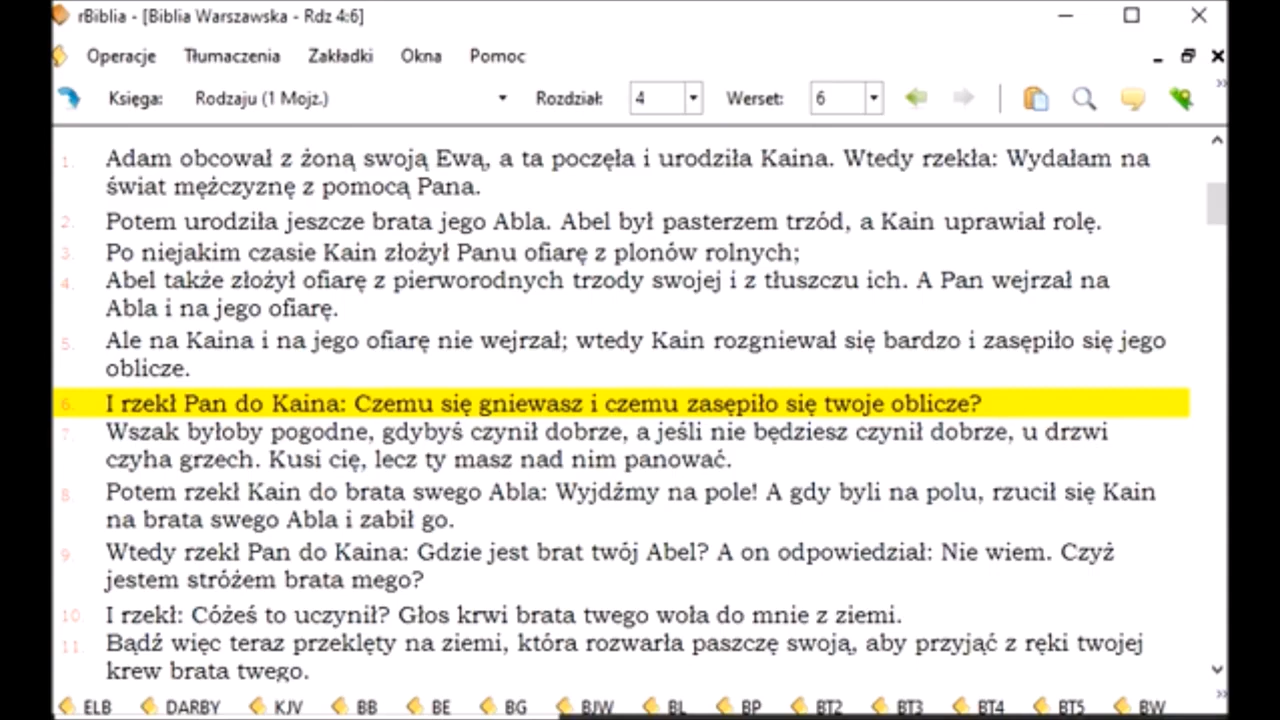 rBiblia - [Biblia Warszawska - Rdz 4:6]
Operacje Tłumaczenia Zakładki Okna Pomoc
Księga: Rodzaju (1 Mojz.) Rozdział: 4 Werset: 6
1. Adam obcował z żoną swoją Ewą, a ta poczęła i urodziła Kaina. Wtedy rzekła: Wydałam na
świat mężczyznę z pomocą Pana.
2. Potem urodziła jeszcze brata jego Abla. Abel był pasterzem trzód, a Kain uprawiał rolę.
3. Po niejakim czasie Kain złożył Panu ofiarę z plonów rolnych;
4. Abel także złożył ofiarę z pierworodnych trzody swojej i z tłuszczu ich. A Pan wejrzał na
Abla i na jego ofiarę.
5. Ale na Kaina i na jego ofiarę nie wejrzał; wtedy Kain rozgniewał się bardzo i zasępiło się jego
oblicze.
6. I rzekł Pan do Kaina: Czemu się gniewasz i czemu zasępiło się twoje oblicze?
7. Wszak byłoby pogodne, gdybyś czynił dobrze, a jeśli nie będziesz czynił dobrze, u drzwi
czyha grzech. Kusi cię, lecz ty masz nad nim panować.
8. Potem rzekł Kain do brata swego Abla: Wyjdźmy na pole! A gdy byli na polu, rzucił się Kain
na brata swego Abla i zabił go.
9. Wtedy rzekł Pan do Kaina: Gdzie jest brat twój Abel? A on odpowiedział: Nie wiem. Czyż
jestem stróżem brata mego?
10. I rzekł: Cóżeś to uczynił? Głos krwi brata twego woła do mnie z ziemi.
11. Bądź więc teraz przeklęty na ziemi, która rozwarła paszczę swoją, aby przyjąć z ręki twojej
krew brata twego.
ELB DARBY KJV BB BE BG BJW BL BP BT2 BT3 BT4 BT5 BW